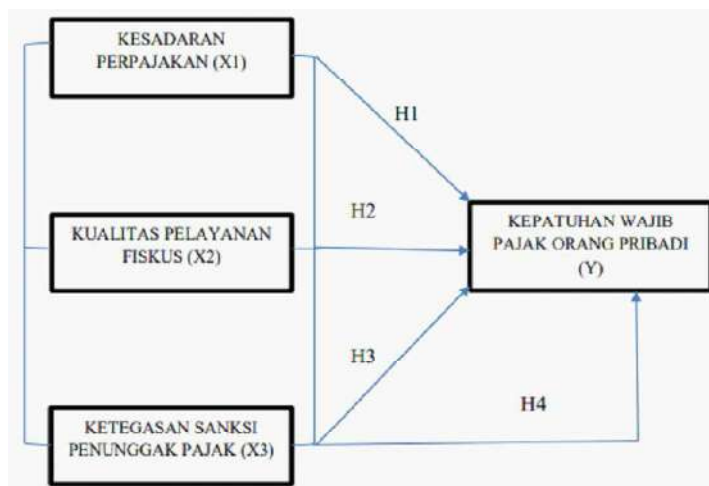 KESADARAN
PERPAJAKAN (X1)
H1
H2
KUALITAS PELAYANAN
FISKUS (X2)
KEPATUHAN WAJIB
PAJAK ORANG PRIBADI
(Y)
H3
H4
KETEGASAN SANKSI
PENUNGGAK PAJAK (X3)